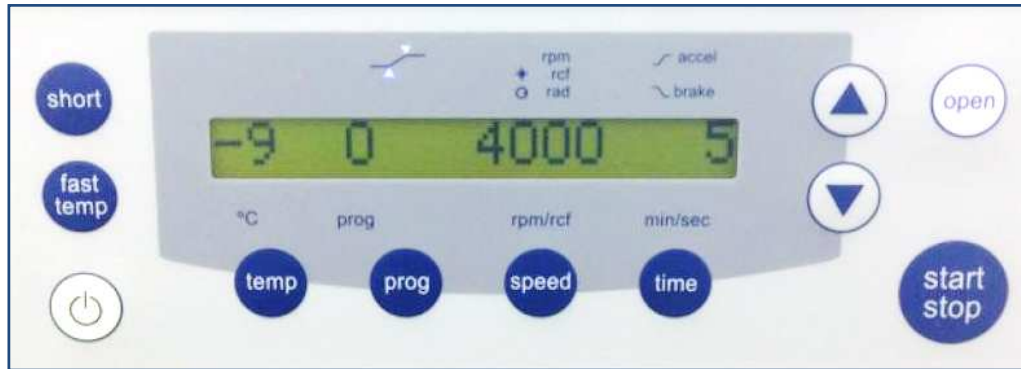 short
fast
temp
rpm
rcf
rad
accel
brake
-9 0 4000 5
°C prog rpm/rcf min/sec
temp prog speed time
open
start
stop